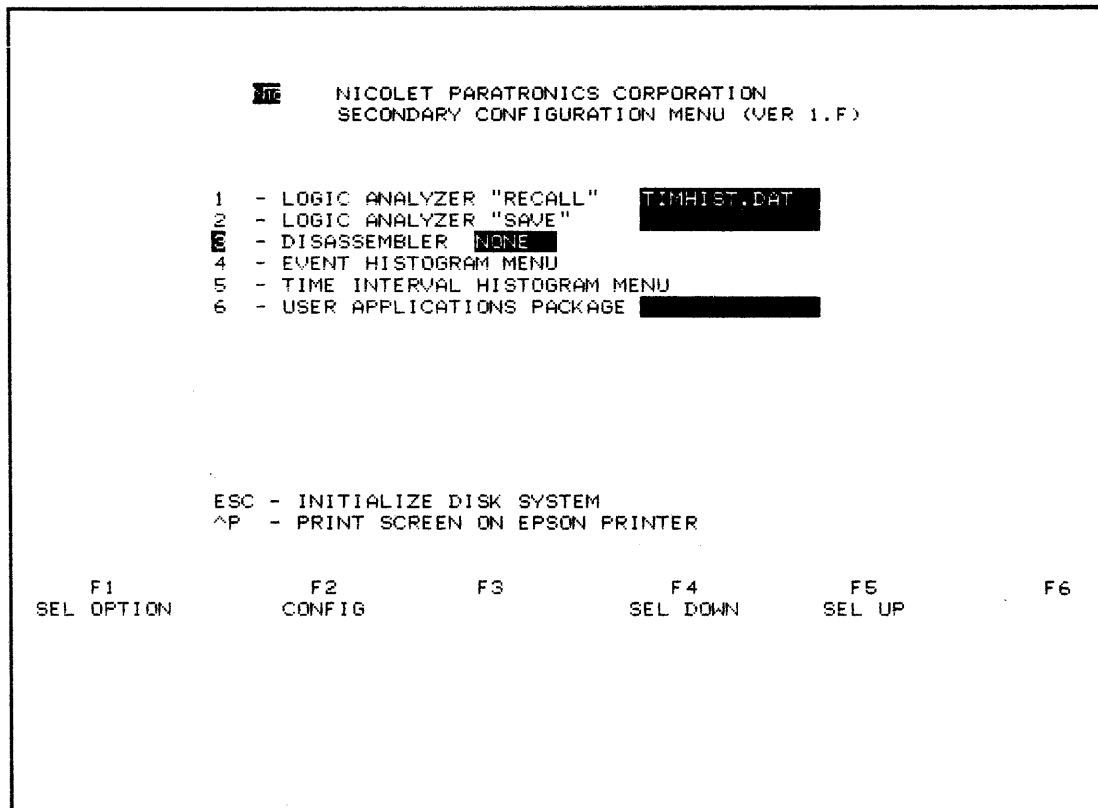 NICOLET PARATRONICS CORPORATION
SECONDARY CONFIGURATION MENU (VER 1.F)
1 - LOGIC ANALYZER "RECALL" TIMHIST.DAT
2 - LOGIC ANALYZER "SAVE"
3 - DISASSEMBLER NONE
4 - EVENT HISTOGRAM MENU
5 - TIME INTERVAL HISTOGRAM MENU
6 - USER APPLICATIONS PACKAGE
ESC - INITIALIZE DISK SYSTEM
^P - PRINT SCREEN ON EPSON PRINTER
F1 F2 F3 F4 F5 F6
SEL OPTION CONFIG SEL DOWN SEL UP